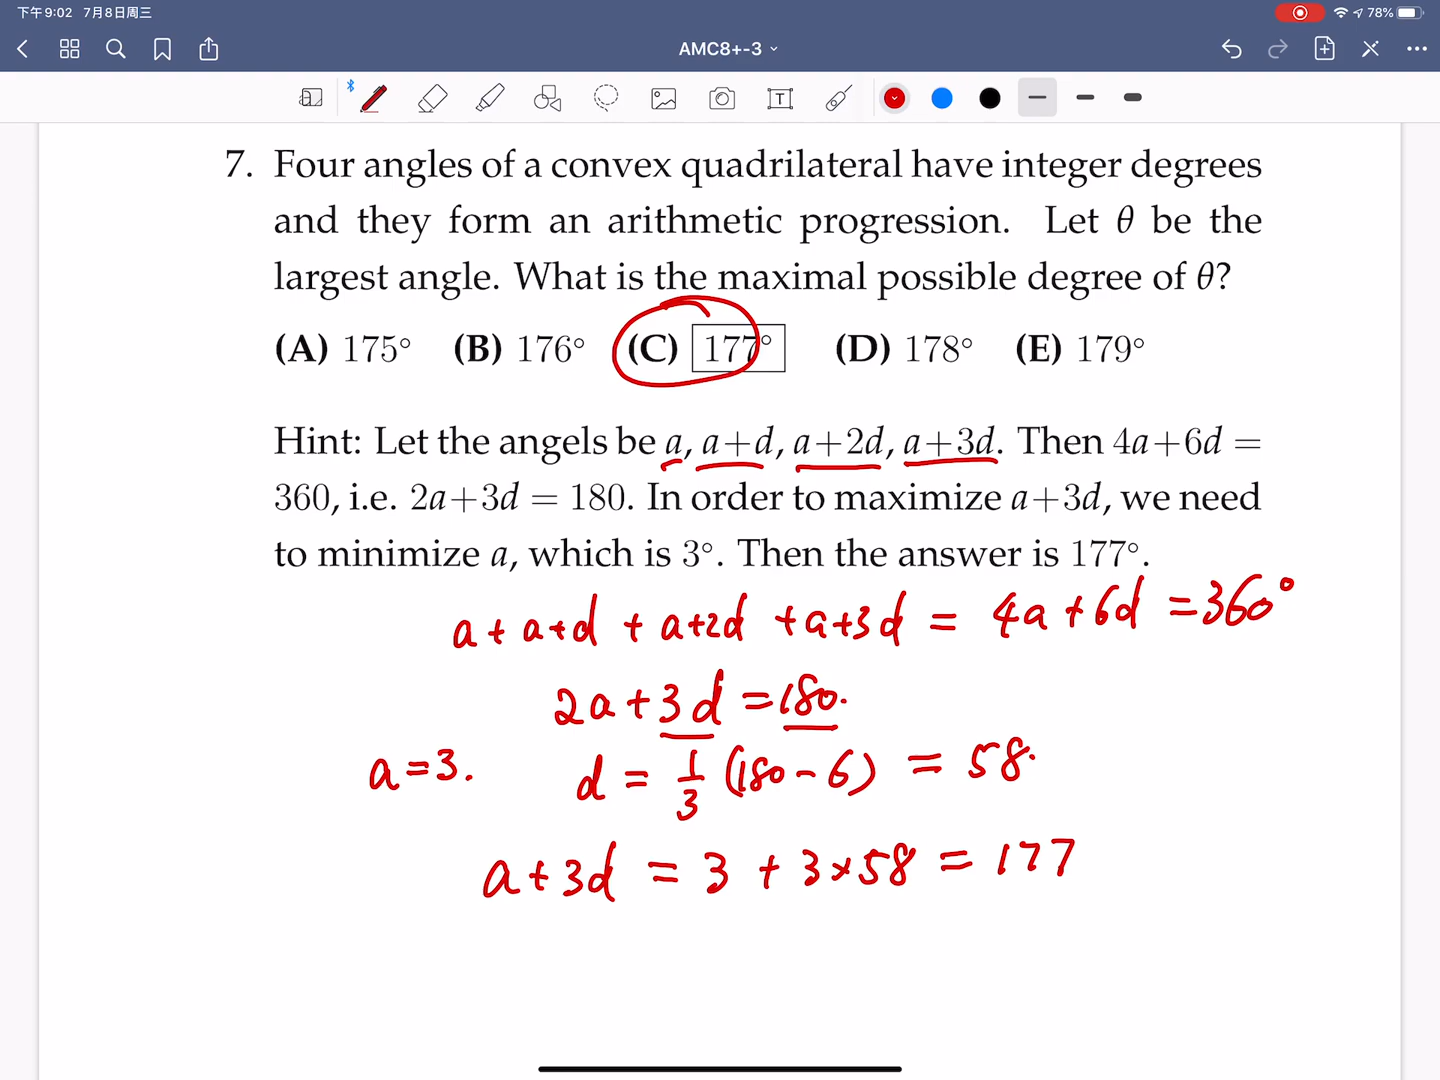 下午9:02 7月8日周三 78%
AMC8+-3
7. Four angles of a convex quadrilateral have integer degrees
and they form an arithmetic progression. Let θ be the
largest angle. What is the maximal possible degree of θ?
(A) 175° (B) 176° (C) 177° (D) 178° (E) 179°
Hint: Let the angels be a, a+d, a+2d, a+3d. Then 4a+6d =
360, i.e. 2a+3d = 180. In order to maximize a+3d, we need
to minimize a, which is 3°. Then the answer is 177°.
a + a+d + a+2d + a+3d = 4a+6d = 360°
2a+3d = 180.
a=3. d = 1/3 (180-6) = 58.
a+3d = 3 + 3×58 = 177